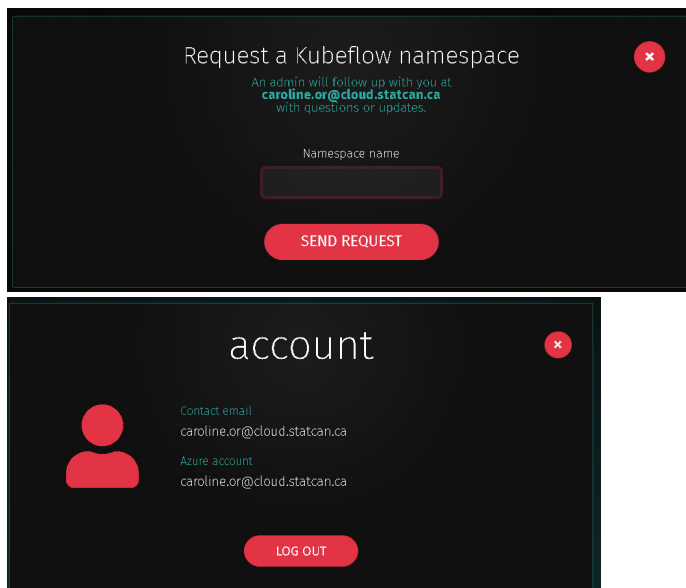 Request a Kubeflow namespace
An admin will follow up with you at
caroline.or@cloud.statcan.ca
with questions or updates.
Namespace name
SEND REQUEST
account
Contact email
caroline.or@cloud.statcan.ca
Azure account
caroline.or@cloud.statcan.ca
LOG OUT